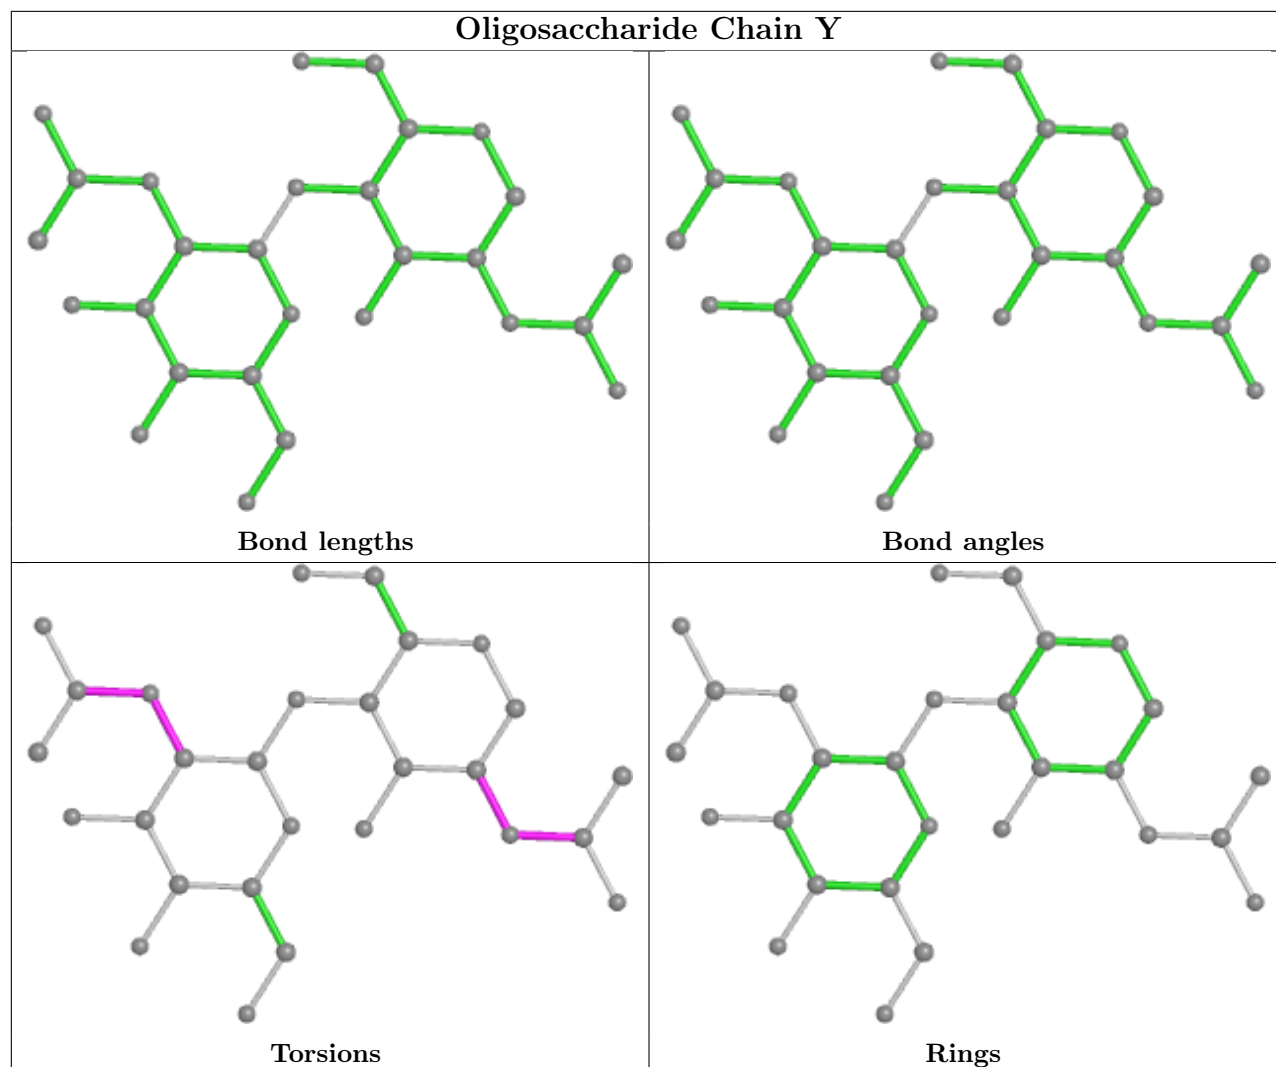 Oligosaccharide Chain Y
Bond lengths
Bond angles
Torsions
Rings